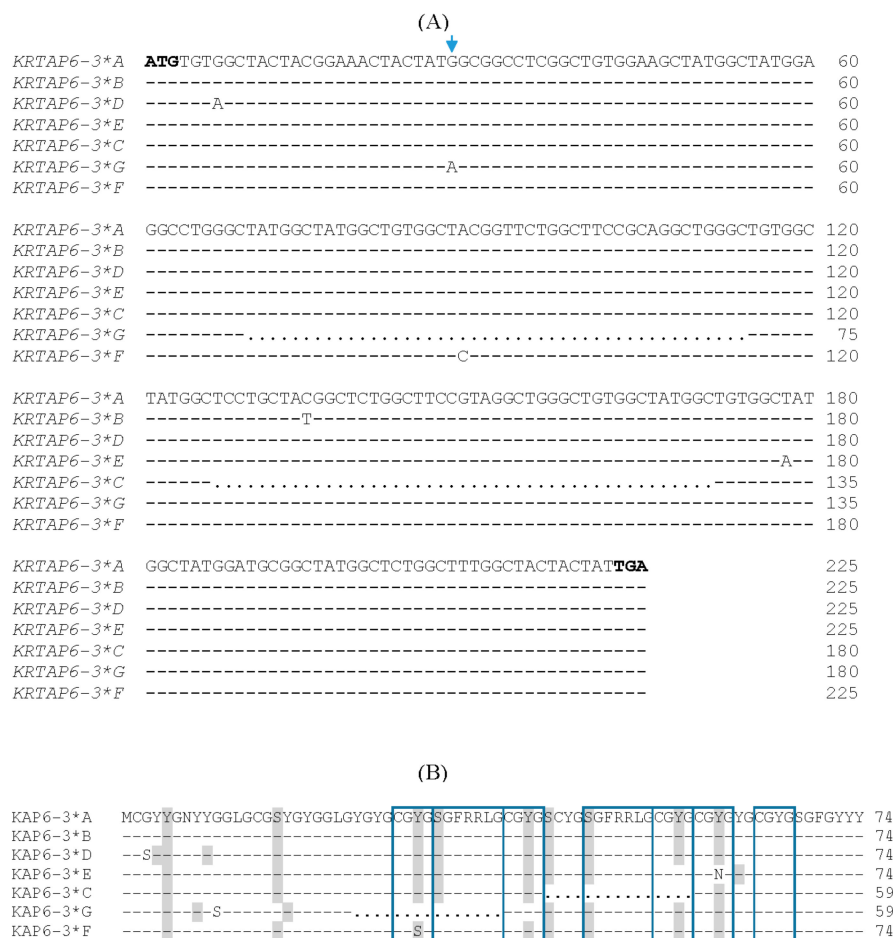 (A)
KRTAP6-3*A ATGTGTGGCTACTACGGAAACTACTATGGCGGCCTCGGCTGTGGAAGCTATGGCTATGGA 60
KRTAP6-3*B ------------------------------------------------------------ 60
KRTAP6-3*D ------A----------------------------------------------------- 60
KRTAP6-3*E ------------------------------------------------------------ 60
KRTAP6-3*C ------------------------------------------------------------ 60
KRTAP6-3*G ---------------------------A-------------------------------- 60
KRTAP6-3*F ------------------------------------------------------------ 60
KRTAP6-3*A GGCCTGGGCTATGGCTATGGCTGTGGCTACGGTTCTGGCTTCCGCAGGCTGGGCTGTGGC 120
KRTAP6-3*B ------------------------------------------------------------ 120
KRTAP6-3*D ------------------------------------------------------------ 120
KRTAP6-3*E ------------------------------------------------------------ 120
KRTAP6-3*C ------------------------------------------------------------ 120
KRTAP6-3*G ---------.............................................------ 75
KRTAP6-3*F ----------------------------C------------------------------- 120
KRTAP6-3*A TATGGCTCCTGCTACGGCTCTGGCTTCCGTAGGCTGGGCTGTGGCTATGGCTGTGGCTAT 180
KRTAP6-3*B --------------T--------------------------------------------- 180
KRTAP6-3*D ------------------------------------------------------------ 180
KRTAP6-3*E ---------------------------------------------------------A-- 180
KRTAP6-3*C ------.............................................--------- 135
KRTAP6-3*G ------------------------------------------------------------ 135
KRTAP6-3*F ------------------------------------------------------------ 180
KRTAP6-3*A GGCTATGGATGCGGCTATGGCTCTGGCTTTGGCTACTACTATTGA 225
KRTAP6-3*B --------------------------------------------- 225
KRTAP6-3*D --------------------------------------------- 225
KRTAP6-3*E --------------------------------------------- 225
KRTAP6-3*C --------------------------------------------- 180
KRTAP6-3*G --------------------------------------------- 180
KRTAP6-3*F --------------------------------------------- 225
(B)
KAP6-3*A MCGYYGNYYGGLGCGSYGYGGLGYGYGCGYGSGFRRLGCGYGSCYGSGFRRLGCGYGCGYGYGCGYGSGFGYYY 74
KAP6-3*B -------------------------------------------------------------------------- 74
KAP6-3*D --S----------------------------------------------------------------------- 74
KAP6-3*E -----------------------------------------------------------N-------------- 74
KAP6-3*C ------------------------------------------...............----------------- 59
KAP6-3*G ---------S-------------...............------------------------------------ 59
KAP6-3*F -----------------------------S-------------------------------------------- 74